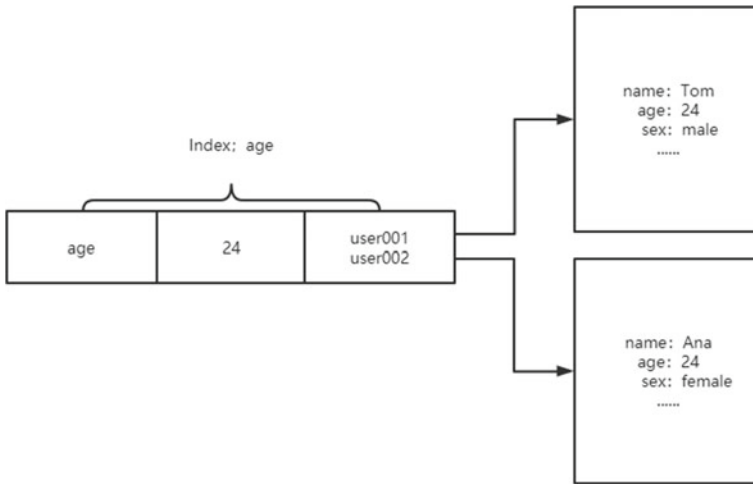 Index; age
age
24
user001
user002
name: Tom
age: 24
sex: male
......
name: Ana
age: 24
sex: female
......